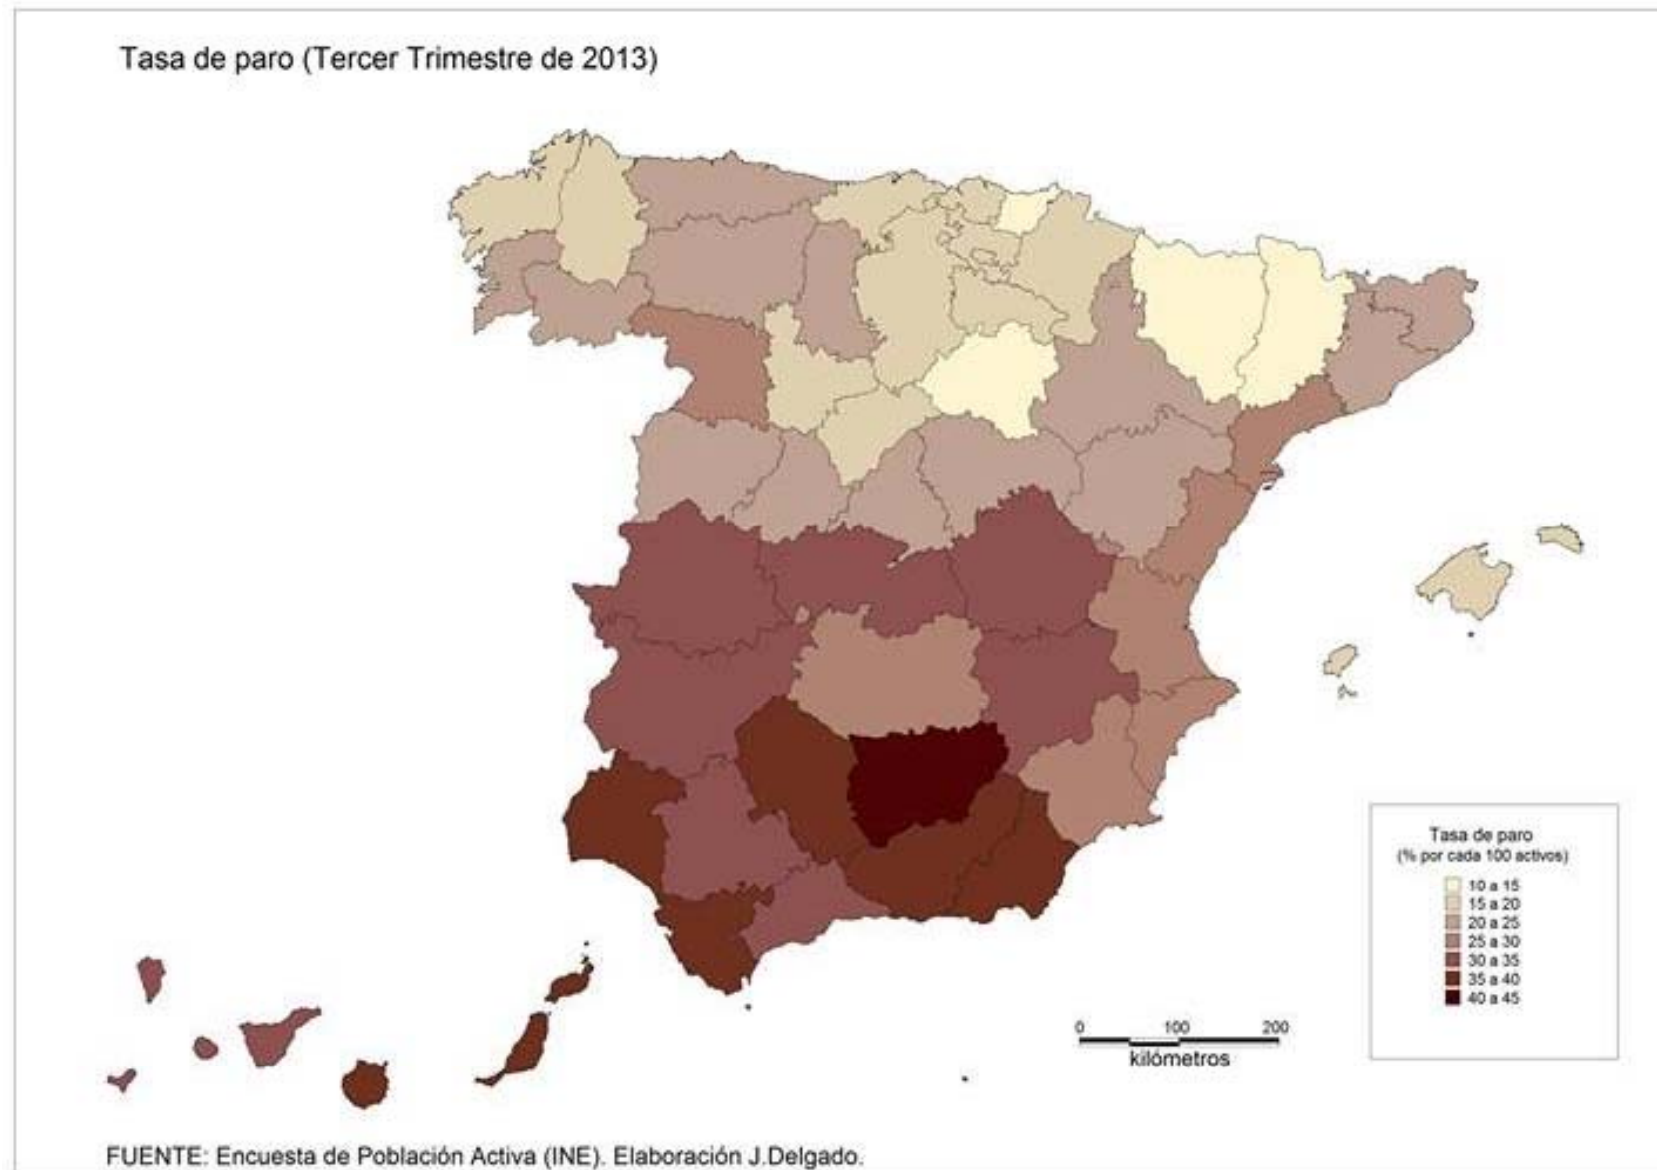 Tasa de paro (Tercer Trimestre de 2013)
Tasa de paro
(% por cada 100 activos)
10 a 15
15 a 20
20 a 25
25 a 30
30 a 35
35 a 40
40 a 45
0 100 200
kilómetros
FUENTE: Encuesta de Población Activa (INE). Elaboración J.Delgado.